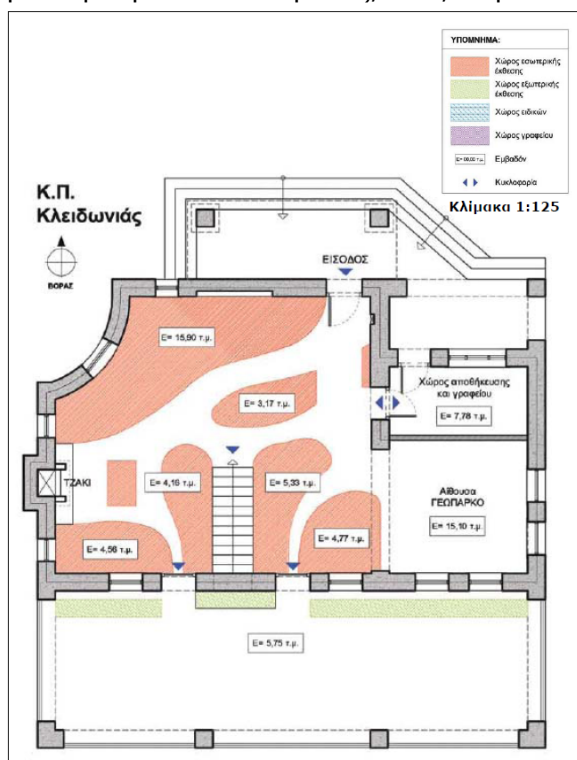 ΥΠΟΜΝΗΜΑ:
Χώρος εσωτερικής
έκθεσης
Χώρος εξωτερικής
έκθεσης
Χώρος ειδικών
Χώρος γραφείου
Εμβαδόν
Κυκλοφορία
Κλίμακα 1:125
Κ.Π.
Κλειδωνιάς
ΒΟΡΑΣ
ΕΙΣΟΔΟΣ
Ε= 15,90 τ.μ.
Ε= 3,17 τ.μ.
Χώρος αποθήκευσης
και γραφείου
Ε= 7,78 τ.μ.
ΤΖΑΚΙ
Ε= 4,16 τ.μ.
Ε= 5,33 τ.μ.
Αίθουσα
ΓΕΩΠΑΡΚΟ
Ε= 15,10 τ.μ.
Ε= 4,56 τ.μ.
Ε= 4,77 τ.μ.
Ε= 5,75 τ.μ.